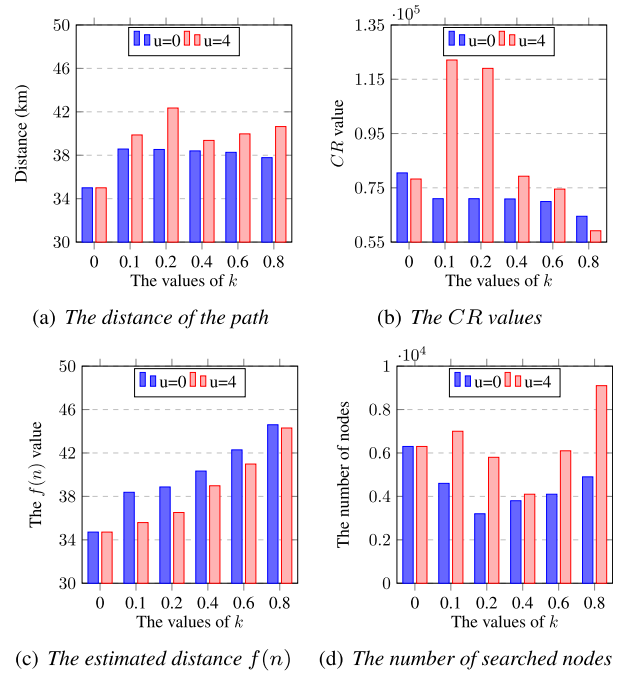 50
46
42
38
34
30
Distance (km)
u=0 u=4
0 0.1 0.2 0.4 0.6 0.8
The values of k
(a) The distance of the path
·10⁵
1.35
1.15
0.95
0.75
0.55
CR value
u=0 u=4
0 0.1 0.2 0.4 0.6 0.8
The values of k
(b) The CR values
50
46
42
38
34
30
The f(n) value
u=0 u=4
0 0.1 0.2 0.4 0.6 0.8
The values of k
(c) The estimated distance f(n)
·10⁴
1
0.8
0.6
0.4
0.2
0
The number of nodes
u=0 u=4
0 0.1 0.2 0.4 0.6 0.8
The values of k
(d) The number of searched nodes